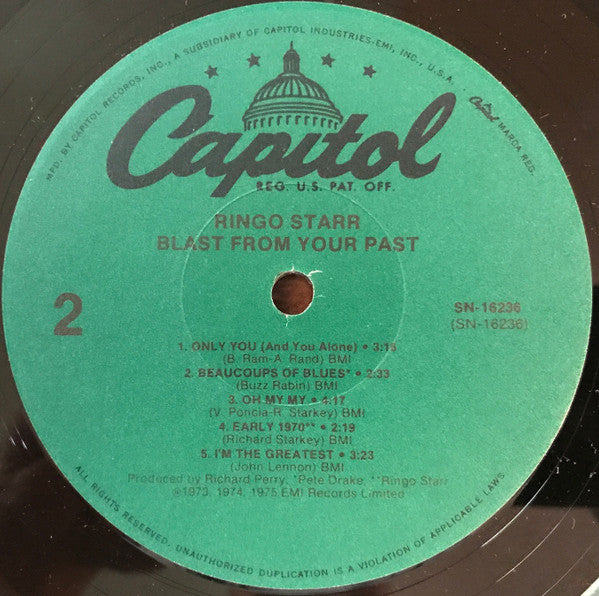 MFD. BY CAPITOL RECORDS, INC., A SUBSIDIARY OF CAPITOL INDUSTRIES-EMI, INC., U.S.A. • Capitol MARCA REG.
Capitol
REG. U.S. PAT. OFF.
RINGO STARR
BLAST FROM YOUR PAST
2
SN-16236
(SN-16236)
1. ONLY YOU (And You Alone) • 3:15
(B. Ram-A. Rand) BMI
2. BEAUCOUPS OF BLUES* • 2:33
(Buzz Rabin) BMI
3. OH MY MY • 4:17
(V. Poncia-R. Starkey) BMI
4. EARLY 1970** • 2:19
(Richard Starkey) BMI
5. I'M THE GREATEST • 3:23
(John Lennon) BMI
Produced by Richard Perry, *Pete Drake, **Ringo Starr
℗1973, 1974, 1975 EMI Records Limited
ALL RIGHTS RESERVED. UNAUTHORIZED DUPLICATION IS A VIOLATION OF APPLICABLE LAWS.